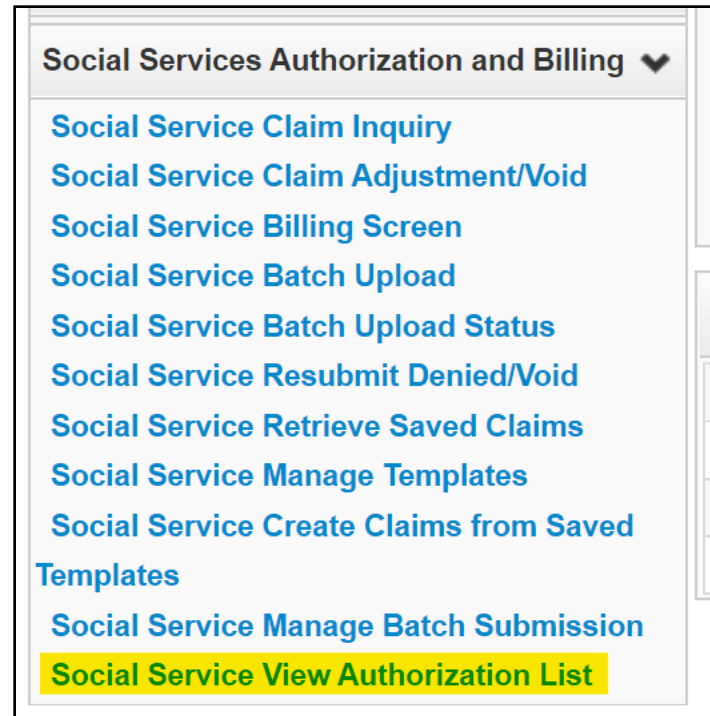 Social Services Authorization and Billing
Social Service Claim Inquiry
Social Service Claim Adjustment/Void
Social Service Billing Screen
Social Service Batch Upload
Social Service Batch Upload Status
Social Service Resubmit Denied/Void
Social Service Retrieve Saved Claims
Social Service Manage Templates
Social Service Create Claims from Saved
Templates
Social Service Manage Batch Submission
Social Service View Authorization List